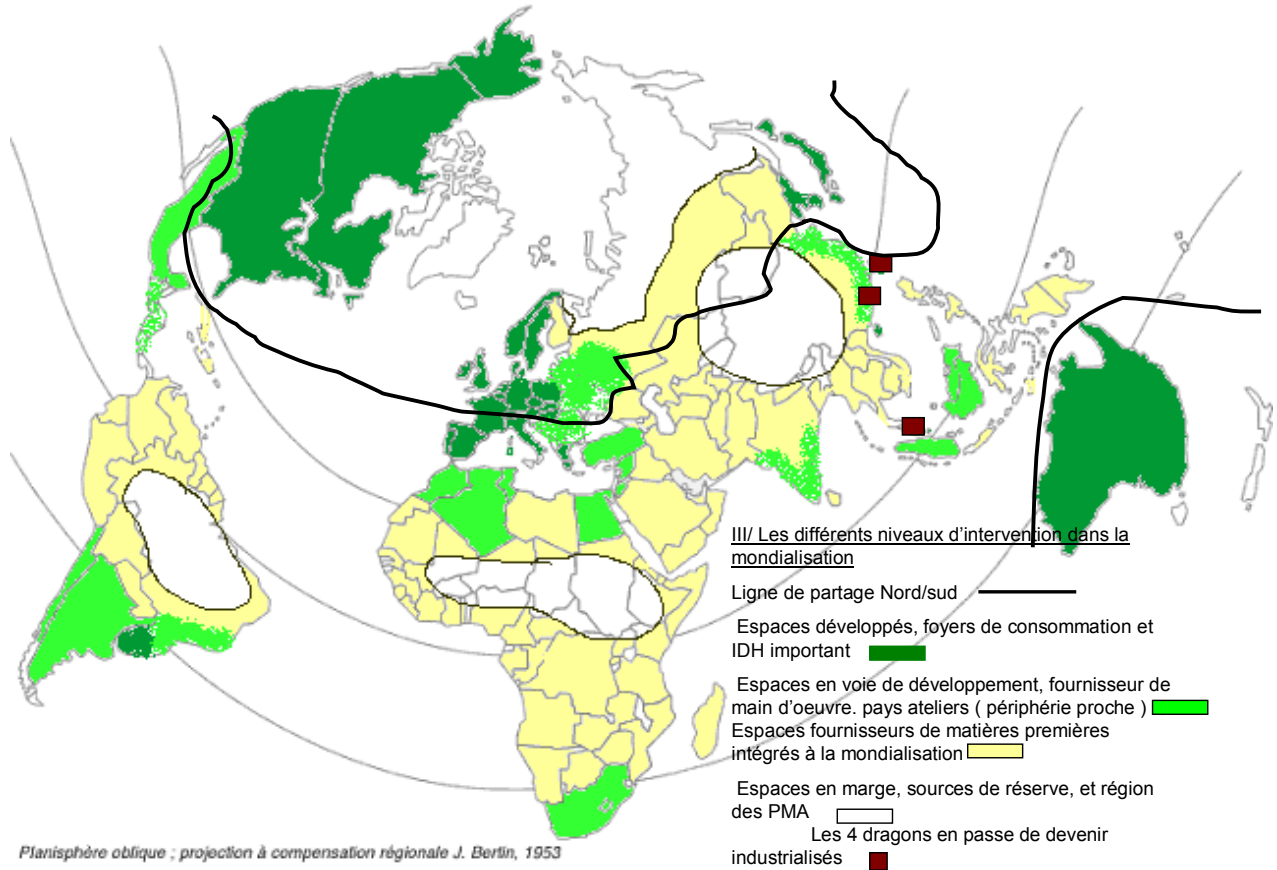 III/ Les différents niveaux d’intervention dans la
mondialisation
Ligne de partage Nord/sud
Espaces développés, foyers de consommation et
IDH important
Espaces en voie de développement, fournisseur de
main d'oeuvre. pays ateliers ( périphérie proche )
Espaces fournisseurs de matières premières
intégrés à la mondialisation
Espaces en marge, sources de réserve, et région
des PMA
Les 4 dragons en passe de devenir
industrialisés
Planisphère oblique ; projection à compensation régionale J. Bertin, 1953